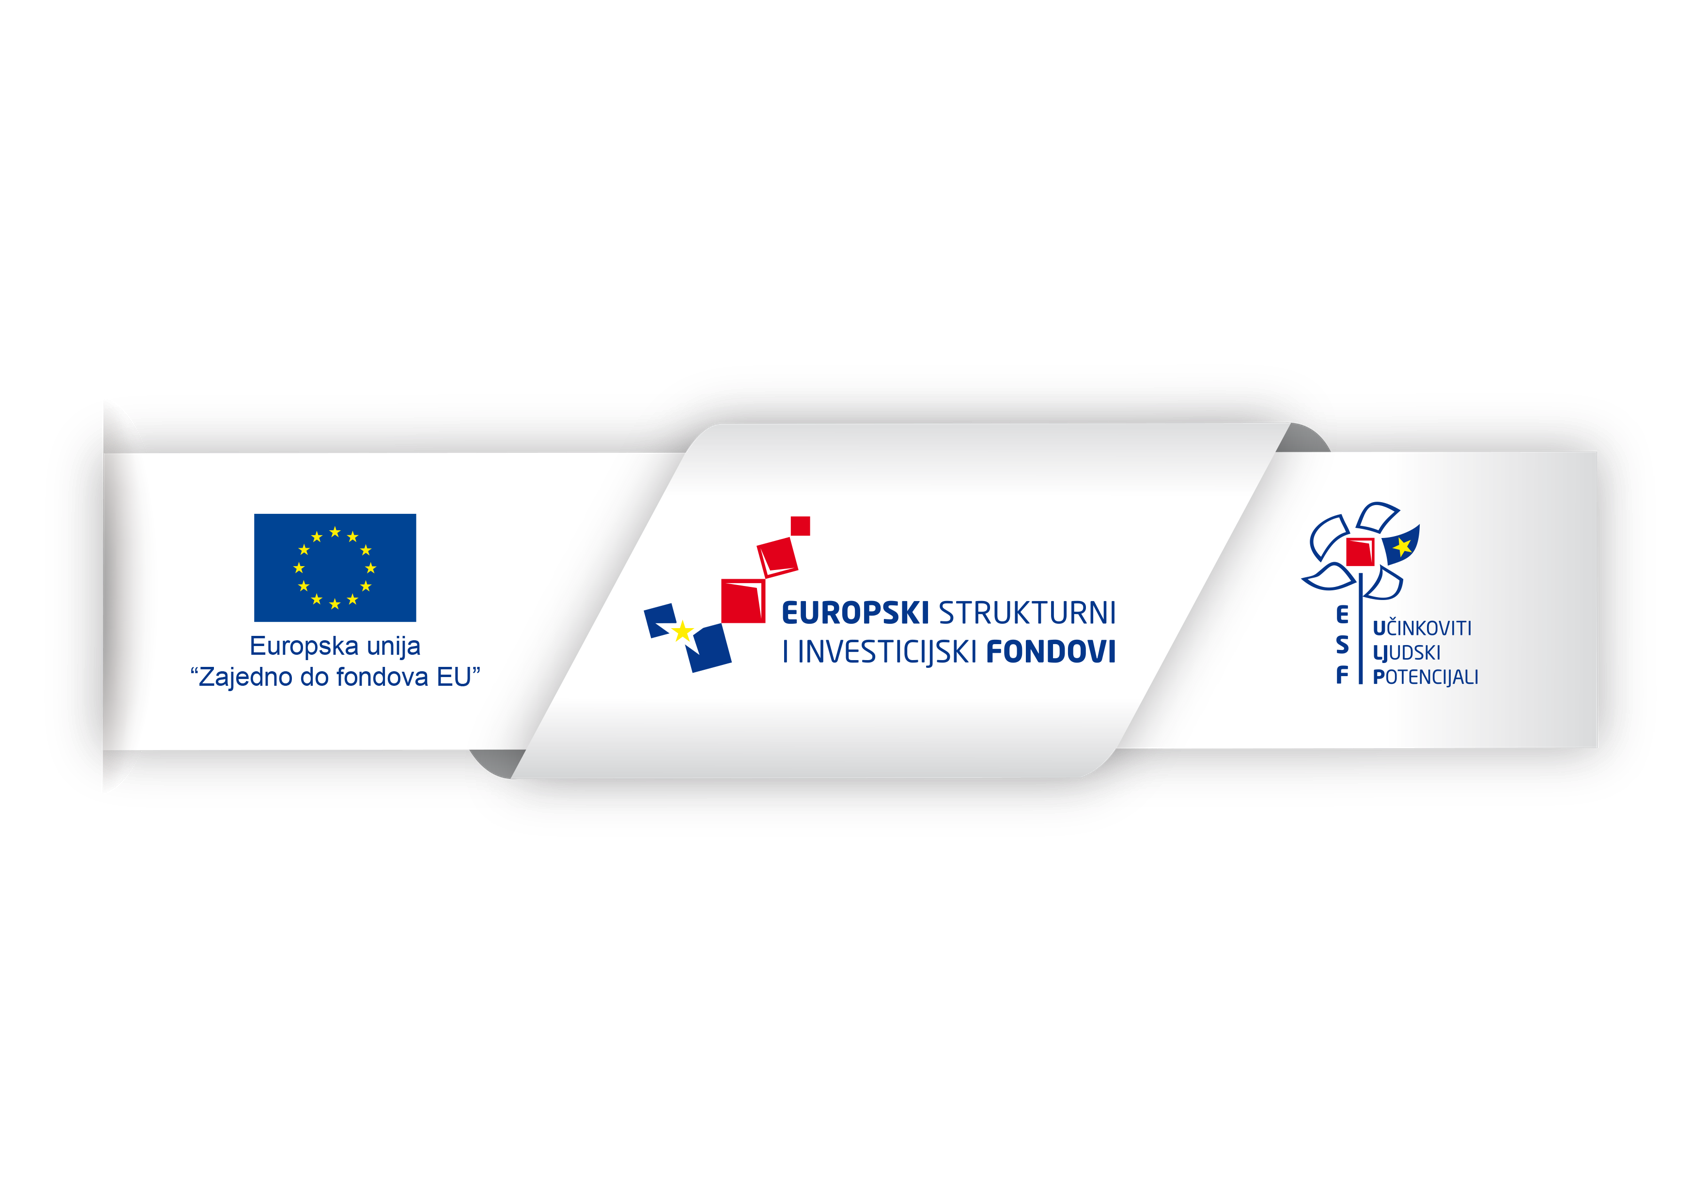 Europska unija
“Zajedno do fondova EU”
EUROPSKI STRUKTURNI
I INVESTICIJSKI FONDOVI
E
S
F
UČINKOVITI
LJUDSKI
POTENCIJALI